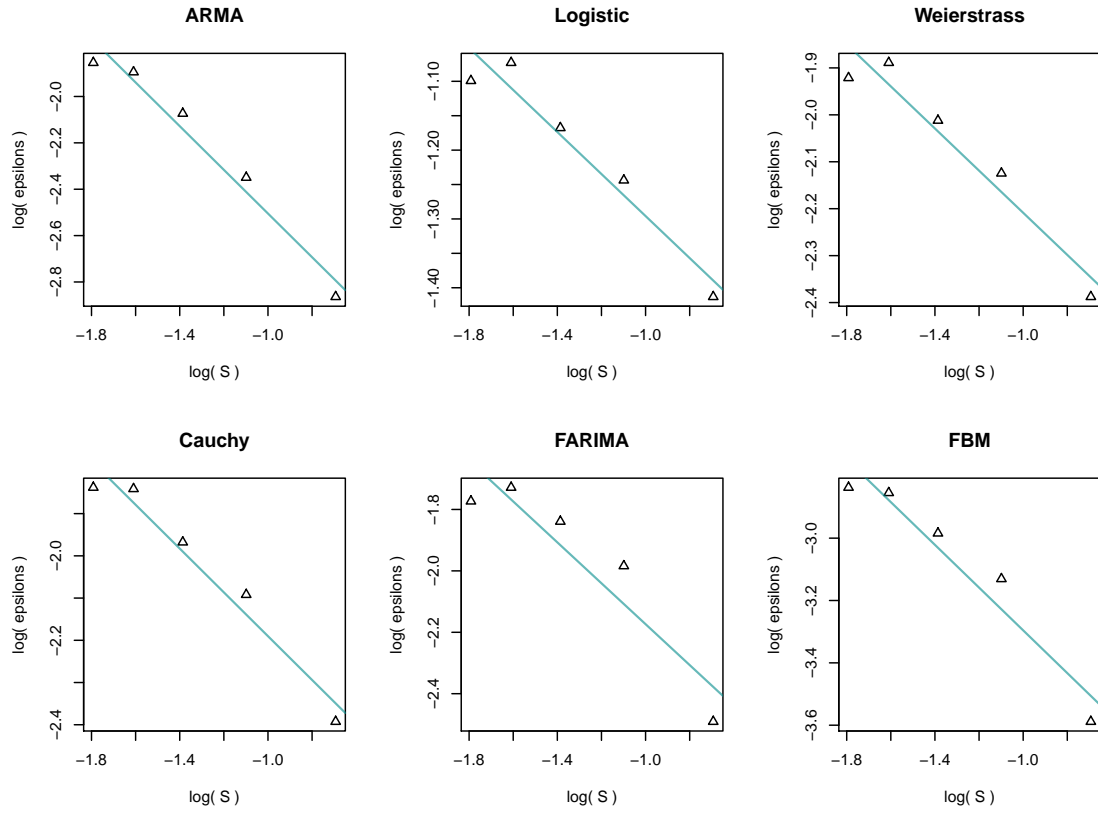 ARMA
log( epsilons )
−2.0
−2.2
−2.4
−2.6
−2.8
−1.8 −1.4 −1.0
log( S )
Logistic
log( epsilons )
−1.10
−1.20
−1.30
−1.40
−1.8 −1.4 −1.0
log( S )
Weierstrass
log( epsilons )
−1.9
−2.0
−2.1
−2.2
−2.3
−2.4
−1.8 −1.4 −1.0
log( S )
Cauchy
log( epsilons )
−2.0
−2.2
−2.4
−1.8 −1.4 −1.0
log( S )
FARIMA
log( epsilons )
−1.8
−2.0
−2.2
−2.4
−1.8 −1.4 −1.0
log( S )
FBM
log( epsilons )
−3.0
−3.2
−3.4
−3.6
−1.8 −1.4 −1.0
log( S )